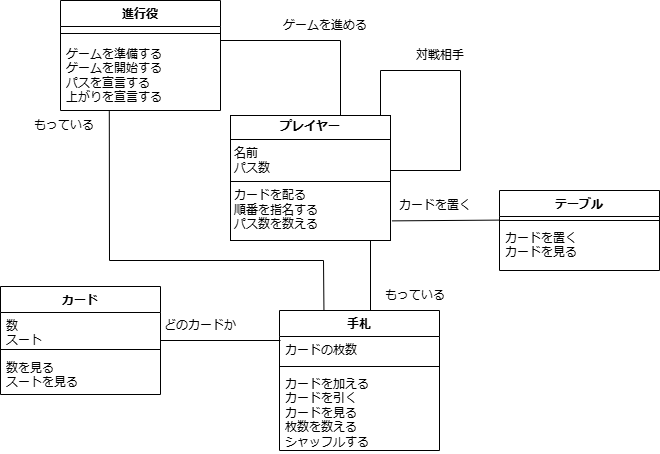 進行役
ゲームを準備する
ゲームを開始する
パスを宣言する
上がりを宣言する
ゲームを進める
対戦相手
もっている
プレイヤー
名前
パス数
カードを配る
順番を指名する
パス数を数える
カードを置く
テーブル
カードを置く
カードを見る
もっている
カード
数
スート
数を見る
スートを見る
どのカードか
手札
カードの枚数
カードを加える
カードを引く
カードを見る
枚数を数える
シャッフルする